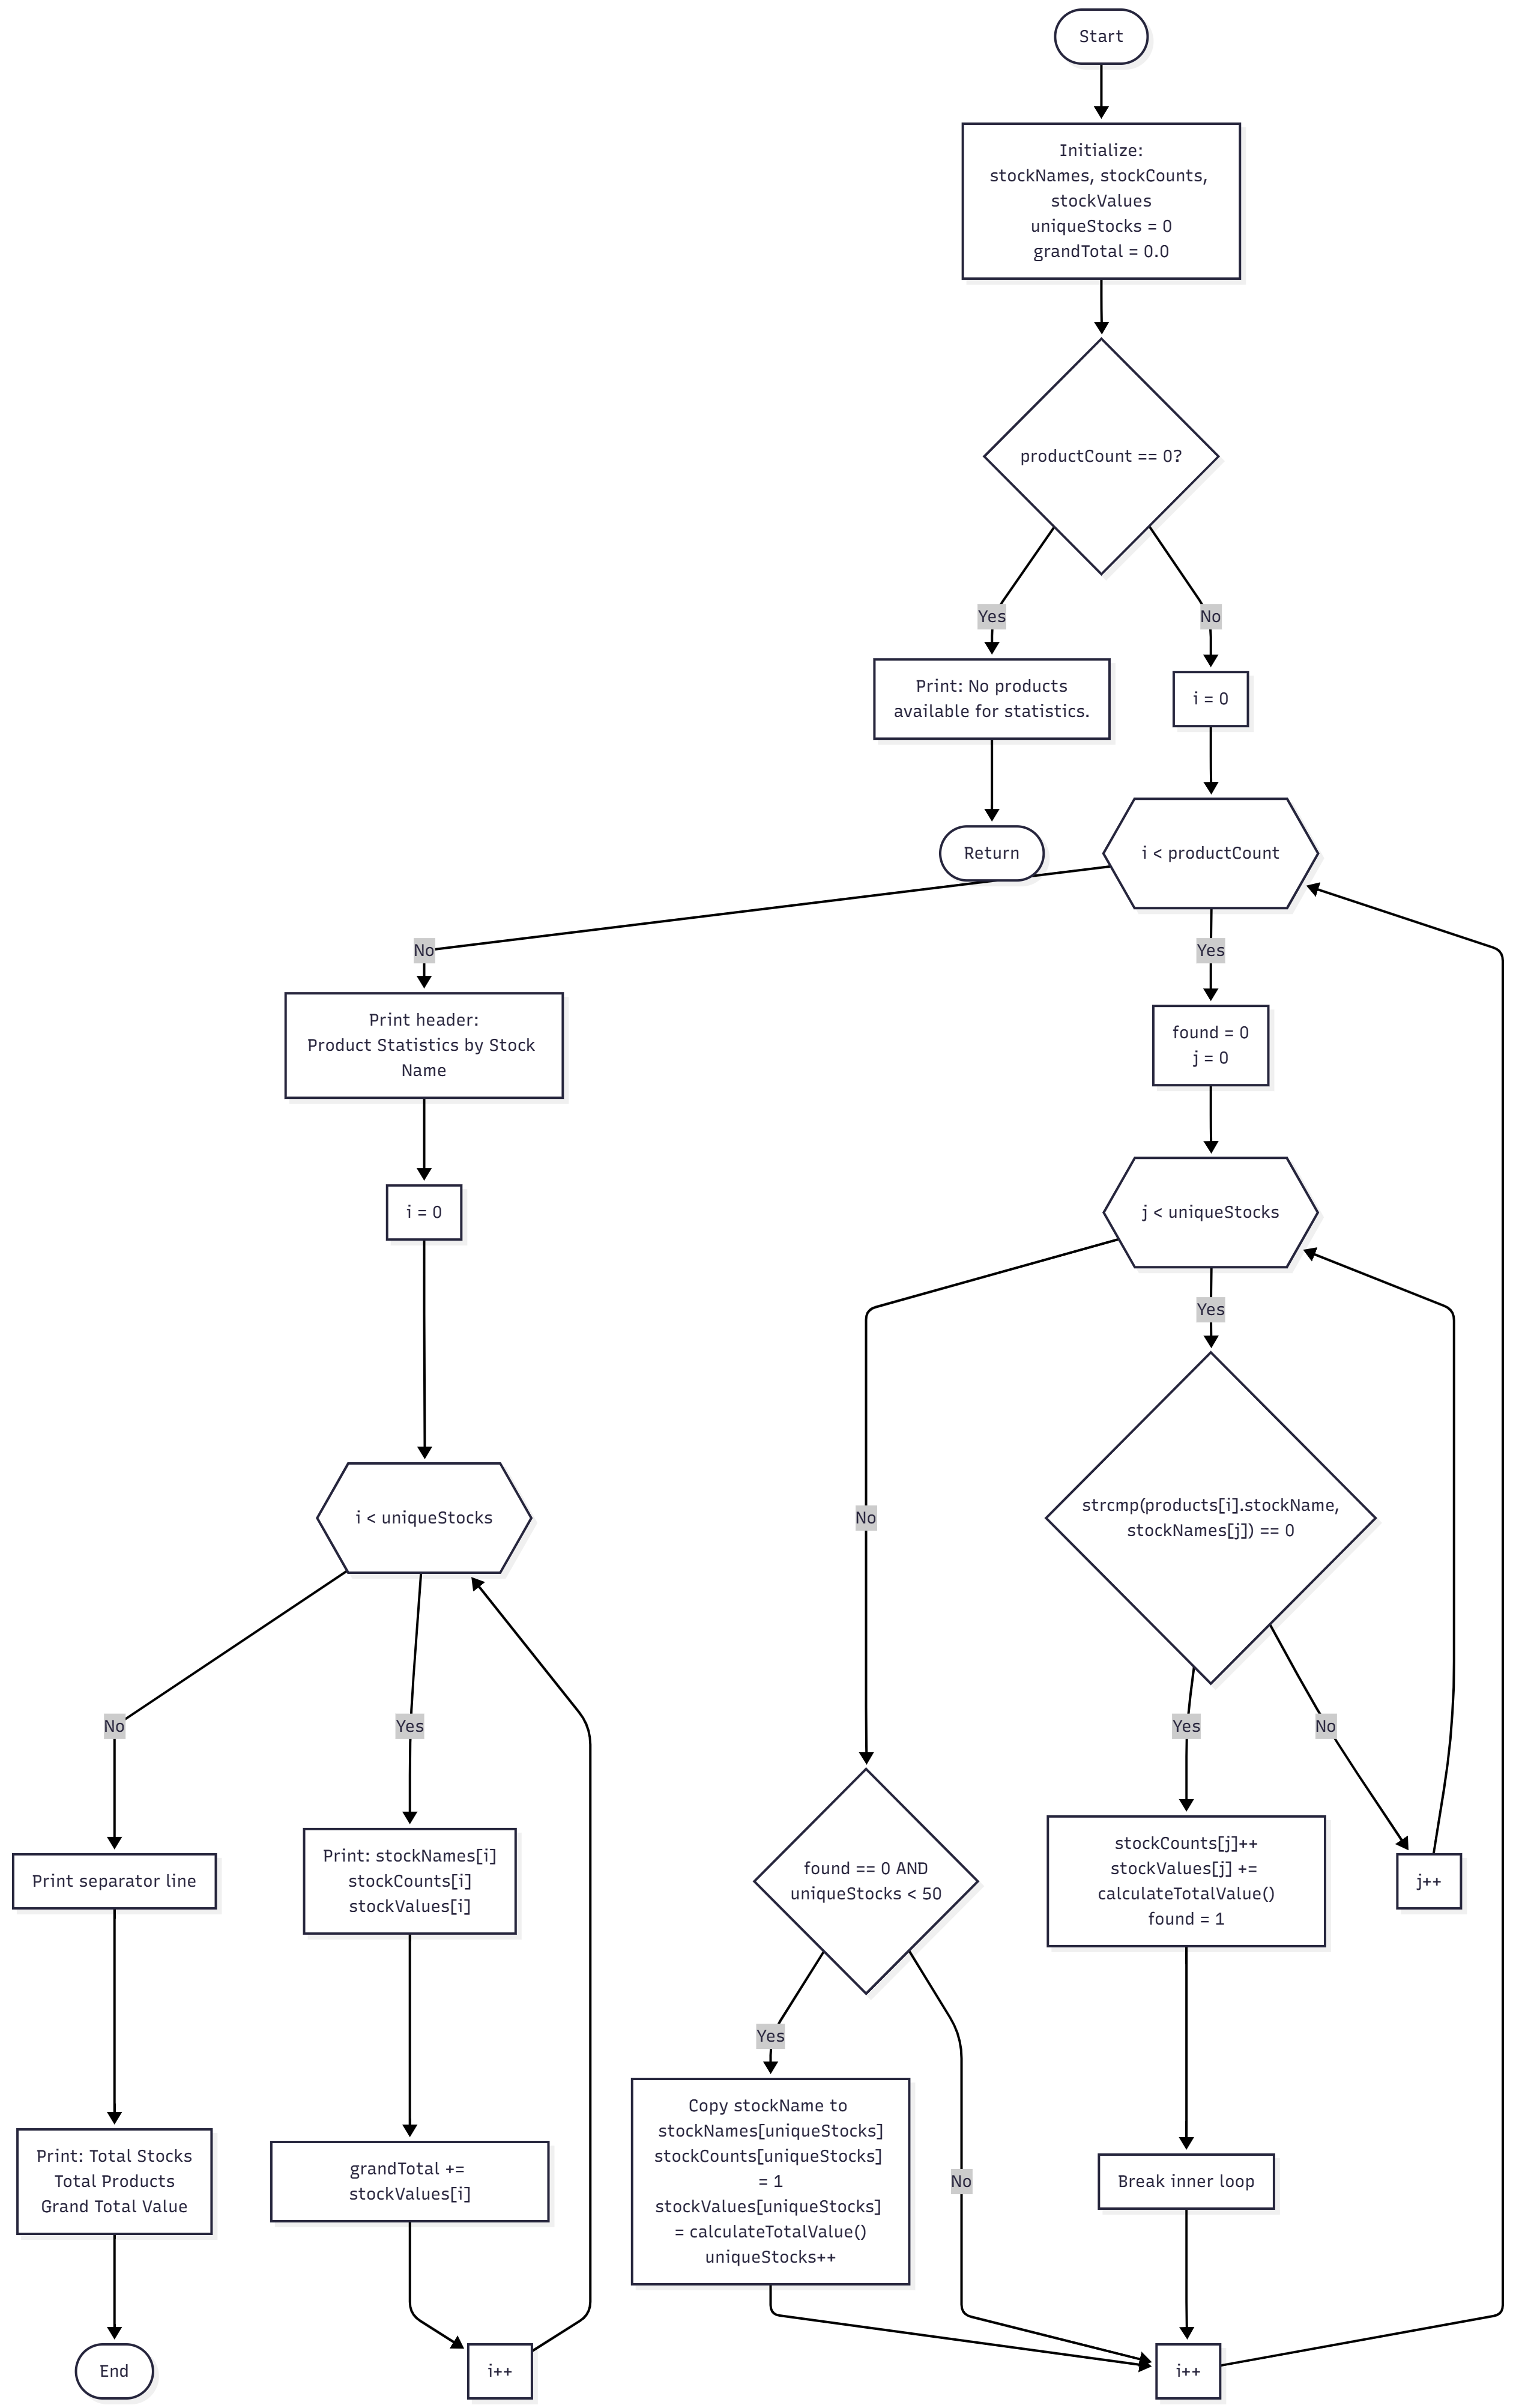 Start
Initialize:
stockNames, stockCounts,
stockValues
uniqueStocks = 0
grandTotal = 0.0
productCount == 0?
Yes
No
Print: No products
available for statistics.
i = 0
Return
i < productCount
No
Yes
Print header:
Product Statistics by Stock
Name
found = 0
j = 0
i = 0
j < uniqueStocks
Yes
i < uniqueStocks
No
strcmp(products[i].stockName,
stockNames[j]) == 0
No
Yes
Yes
No
Print separator line
Print: stockNames[i]
stockCounts[i]
stockValues[i]
found == 0 AND
uniqueStocks < 50
stockCounts[j]++
stockValues[j] +=
calculateTotalValue()
found = 1
j++
Yes
No
Print: Total Stocks
Total Products
Grand Total Value
grandTotal +=
stockValues[i]
Copy stockName to
stockNames[uniqueStocks]
stockCounts[uniqueStocks]
= 1
stockValues[uniqueStocks]
= calculateTotalValue()
uniqueStocks++
Break inner loop
End
i++
i++